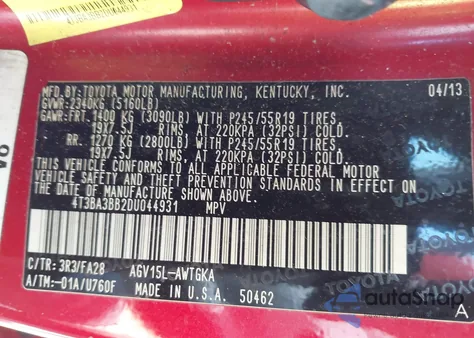 MFD.BY: TOYOTA MOTOR MANUFACTURING, KENTUCKY, INC. 04/13
GVWR:2340KG (5160LB)
GAWR:FRT. 1400 KG (3090LB) WITH P245/55R19 TIRES,
19X7.5J RIMS, AT 220KPA (32PSI) COLD.
RR. 1270 KG (2800LB) WITH P245/55R19 TIRES,
19X7.5J RIMS, AT 220KPA (32PSI) COLD.
THIS VEHICLE CONFORMS TO ALL APPLICABLE FEDERAL MOTOR
VEHICLE SAFETY STANDARDS IN EFFECT ON THE DATE OF
MANUFACTURE SHOWN ABOVE.
4T3BA3BB2DU044931 MPV
C/TR: 3R3/FA28 AGV15L-AWTGKA
A/TM:-01A/U760F MADE IN U.S.A. 50462
A
AutoSnap